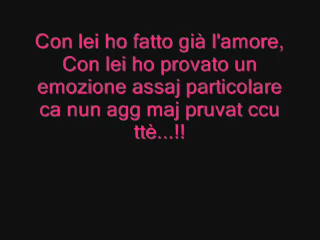 Con lei ho fatto già l'amore,
Con lei ho provato un
emozione assaj particolare
ca nun agg maj pruvat ccu
ttè...!!